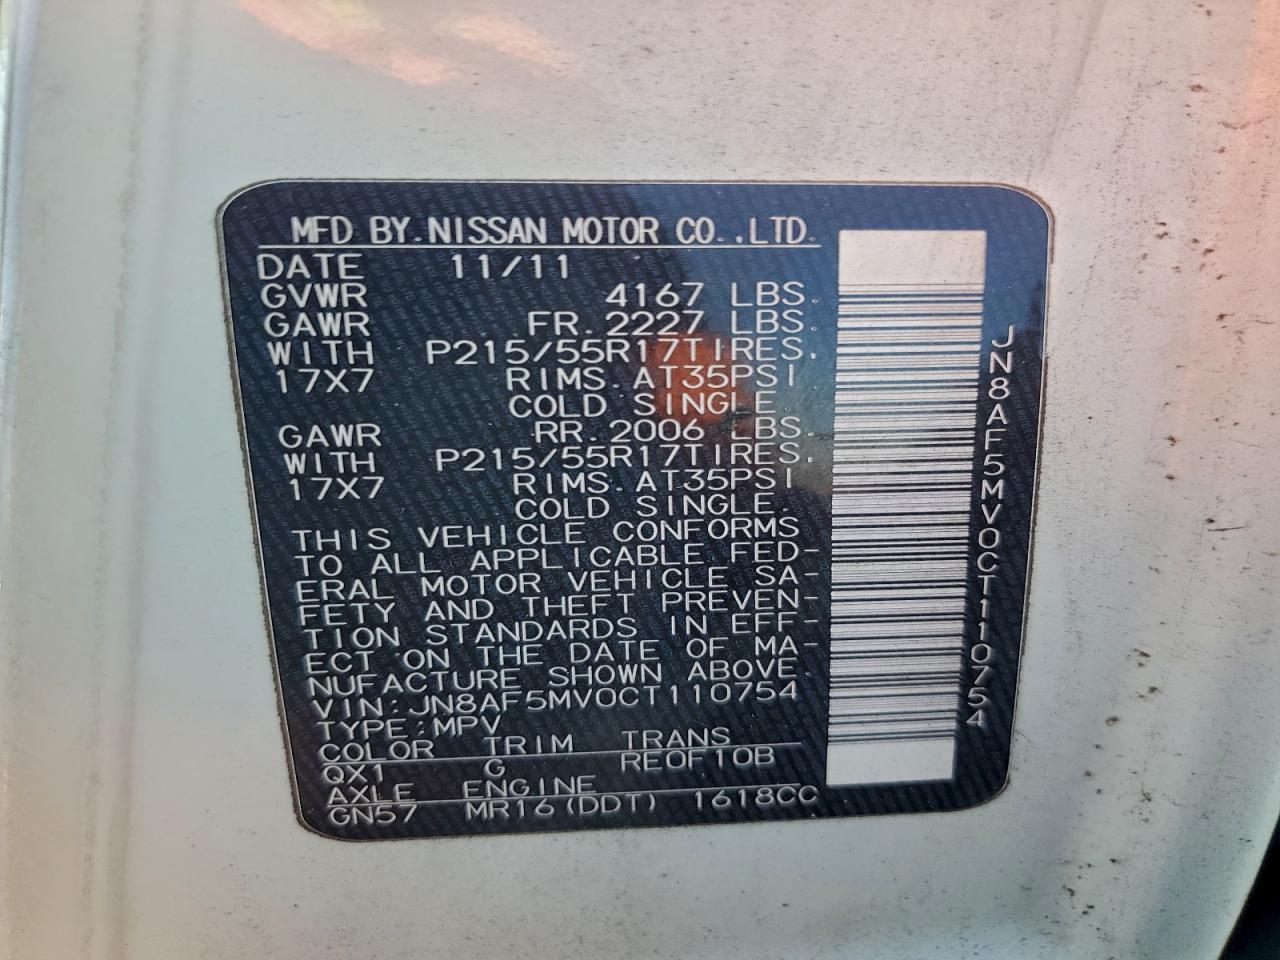 MFD BY.NISSAN MOTOR CO.,LTD.
DATE 11/11
GVWR 4167 LBS.
GAWR FR.2227 LBS.
WITH P215/55R17TIRES.
17X7 RIMS.AT35PSI
COLD SINGLE.
GAWR RR.2006 LBS.
WITH P215/55R17TIRES.
17X7 RIMS.AT35PSI
COLD SINGLE.
THIS VEHICLE CONFORMS
TO ALL APPLICABLE FED-
ERAL MOTOR VEHICLE SA-
FETY AND THEFT PREVEN-
TION STANDARDS IN EFF-
ECT ON THE DATE OF MA-
NUFACTURE SHOWN ABOVE.
VIN:JN8AF5MV0CT110754
TYPE:MPV
COLOR TRIM TRANS
QX1 G RE0F10B
AXLE ENGINE
GN57 MR16(DDT) 1618CC
JN8AF5MV0CT110754